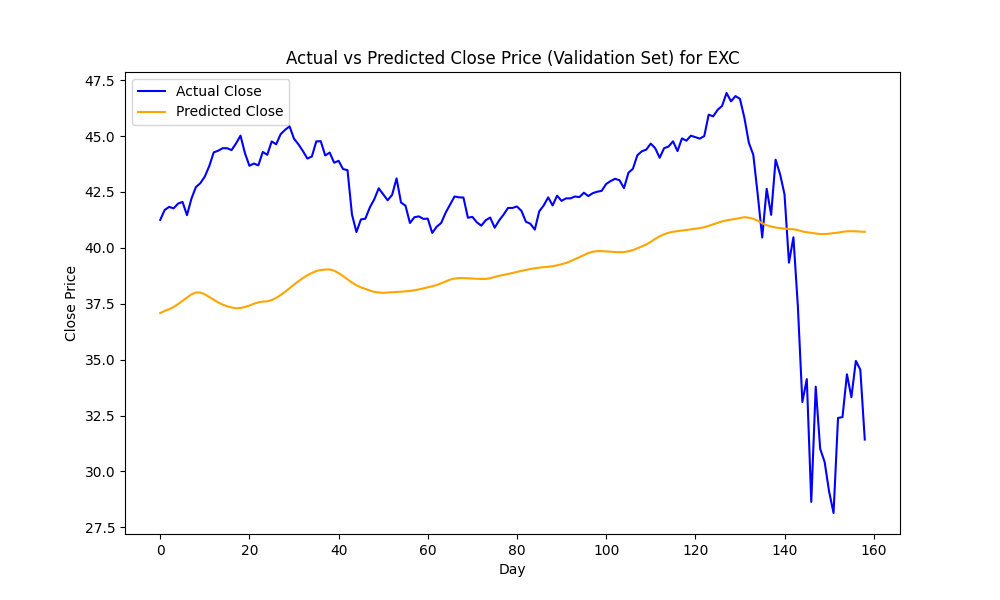 Actual vs Predicted Close Price (Validation Set) for EXC
Actual Close
Predicted Close
47.5
45.0
42.5
40.0
37.5
35.0
32.5
30.0
27.5
Close Price
0 20 40 60 80 100 120 140 160
Day